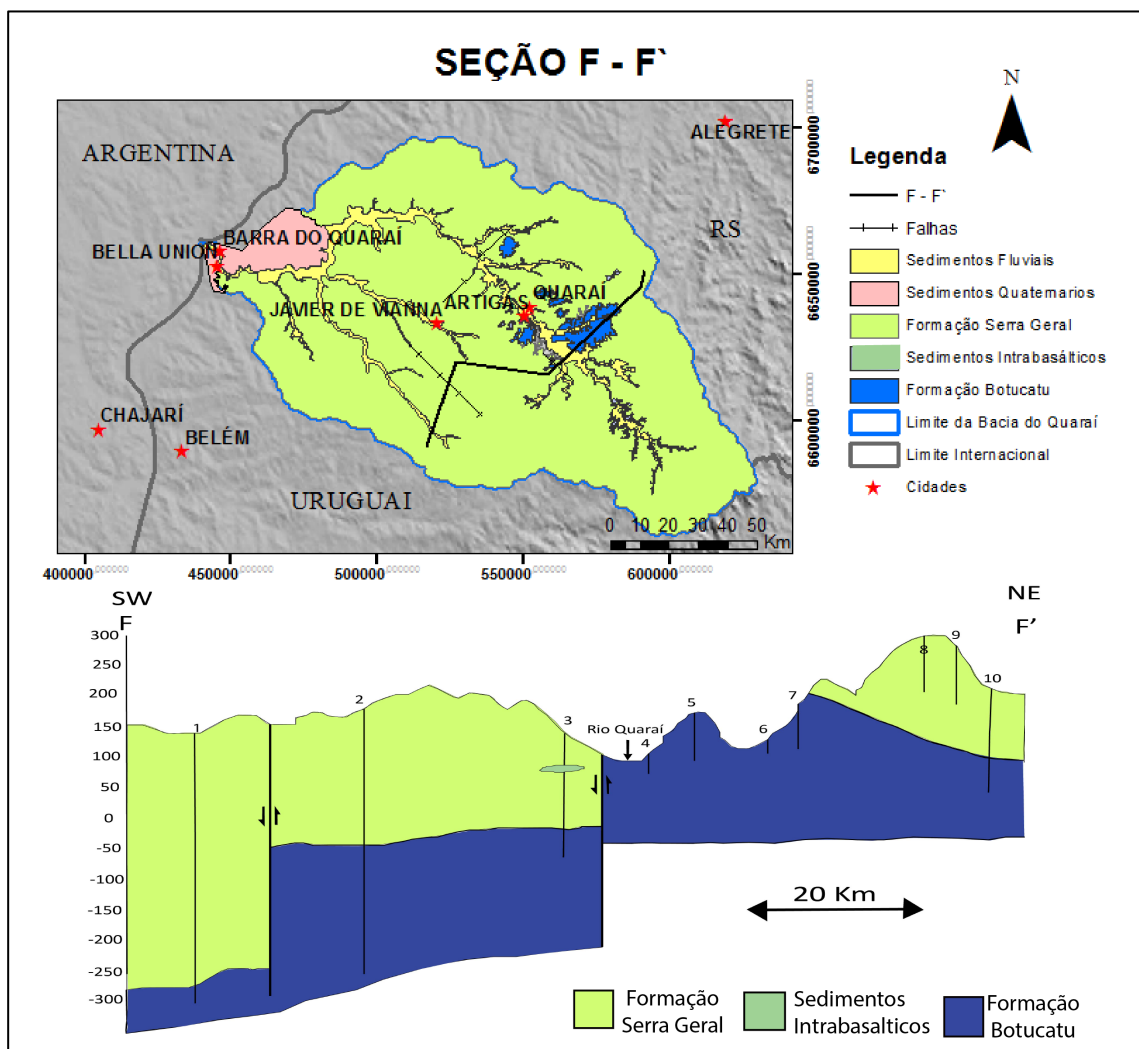 SEÇÃO F - F`
N
ARGENTINA
ALEGRETE
RS
BARRA DO QUARAÍ
BELLA UNION
JAVIER DE VIANNA
ARTIGAS
QUARAÍ
CHAJARÍ
BELÉM
URUGUAI
0 10 20 30 40 50
Km
6700000
6650000
6600000
400000
450000
500000
550000
600000
Legenda
F - F`
Falhas
Sedimentos Fluviais
Sedimentos Quaternarios
Formação Serra Geral
Sedimentos Intrabasálticos
Formação Botucatu
Limite da Bacia do Quaraí
Limite Internacional
Cidades
SW
F
NE
F’
300
250
200
150
100
50
0
-50
-100
-150
-200
-250
-300
1
2
3
Rio Quaraí
4
5
6
7
8
9
10
20 Km
Formação
Serra Geral
Sedimentos
Intrabasalticos
Formação
Botucatu